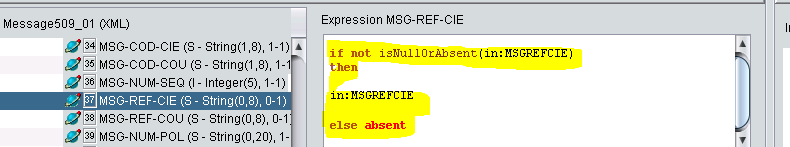 Message509_01 (XML)
34 MSG-COD-CIE (S - String(1,8), 1-1)
35 MSG-COD-COU (S - String(1,8), 1-
36 MSG-NUM-SEQ (I - Integer(5), 1-1)
37 MSG-REF-CIE (S - String(0,8), 0-1)
38 MSG-REF-COU (S - String(0,8), 0-1)
39 MSG-NUM-POL (S - String(0,20), 1-
Expression MSG-REF-CIE
if not isNullOrAbsent(in:MSGREFCIE)
then
in:MSGREFCIE
else absent